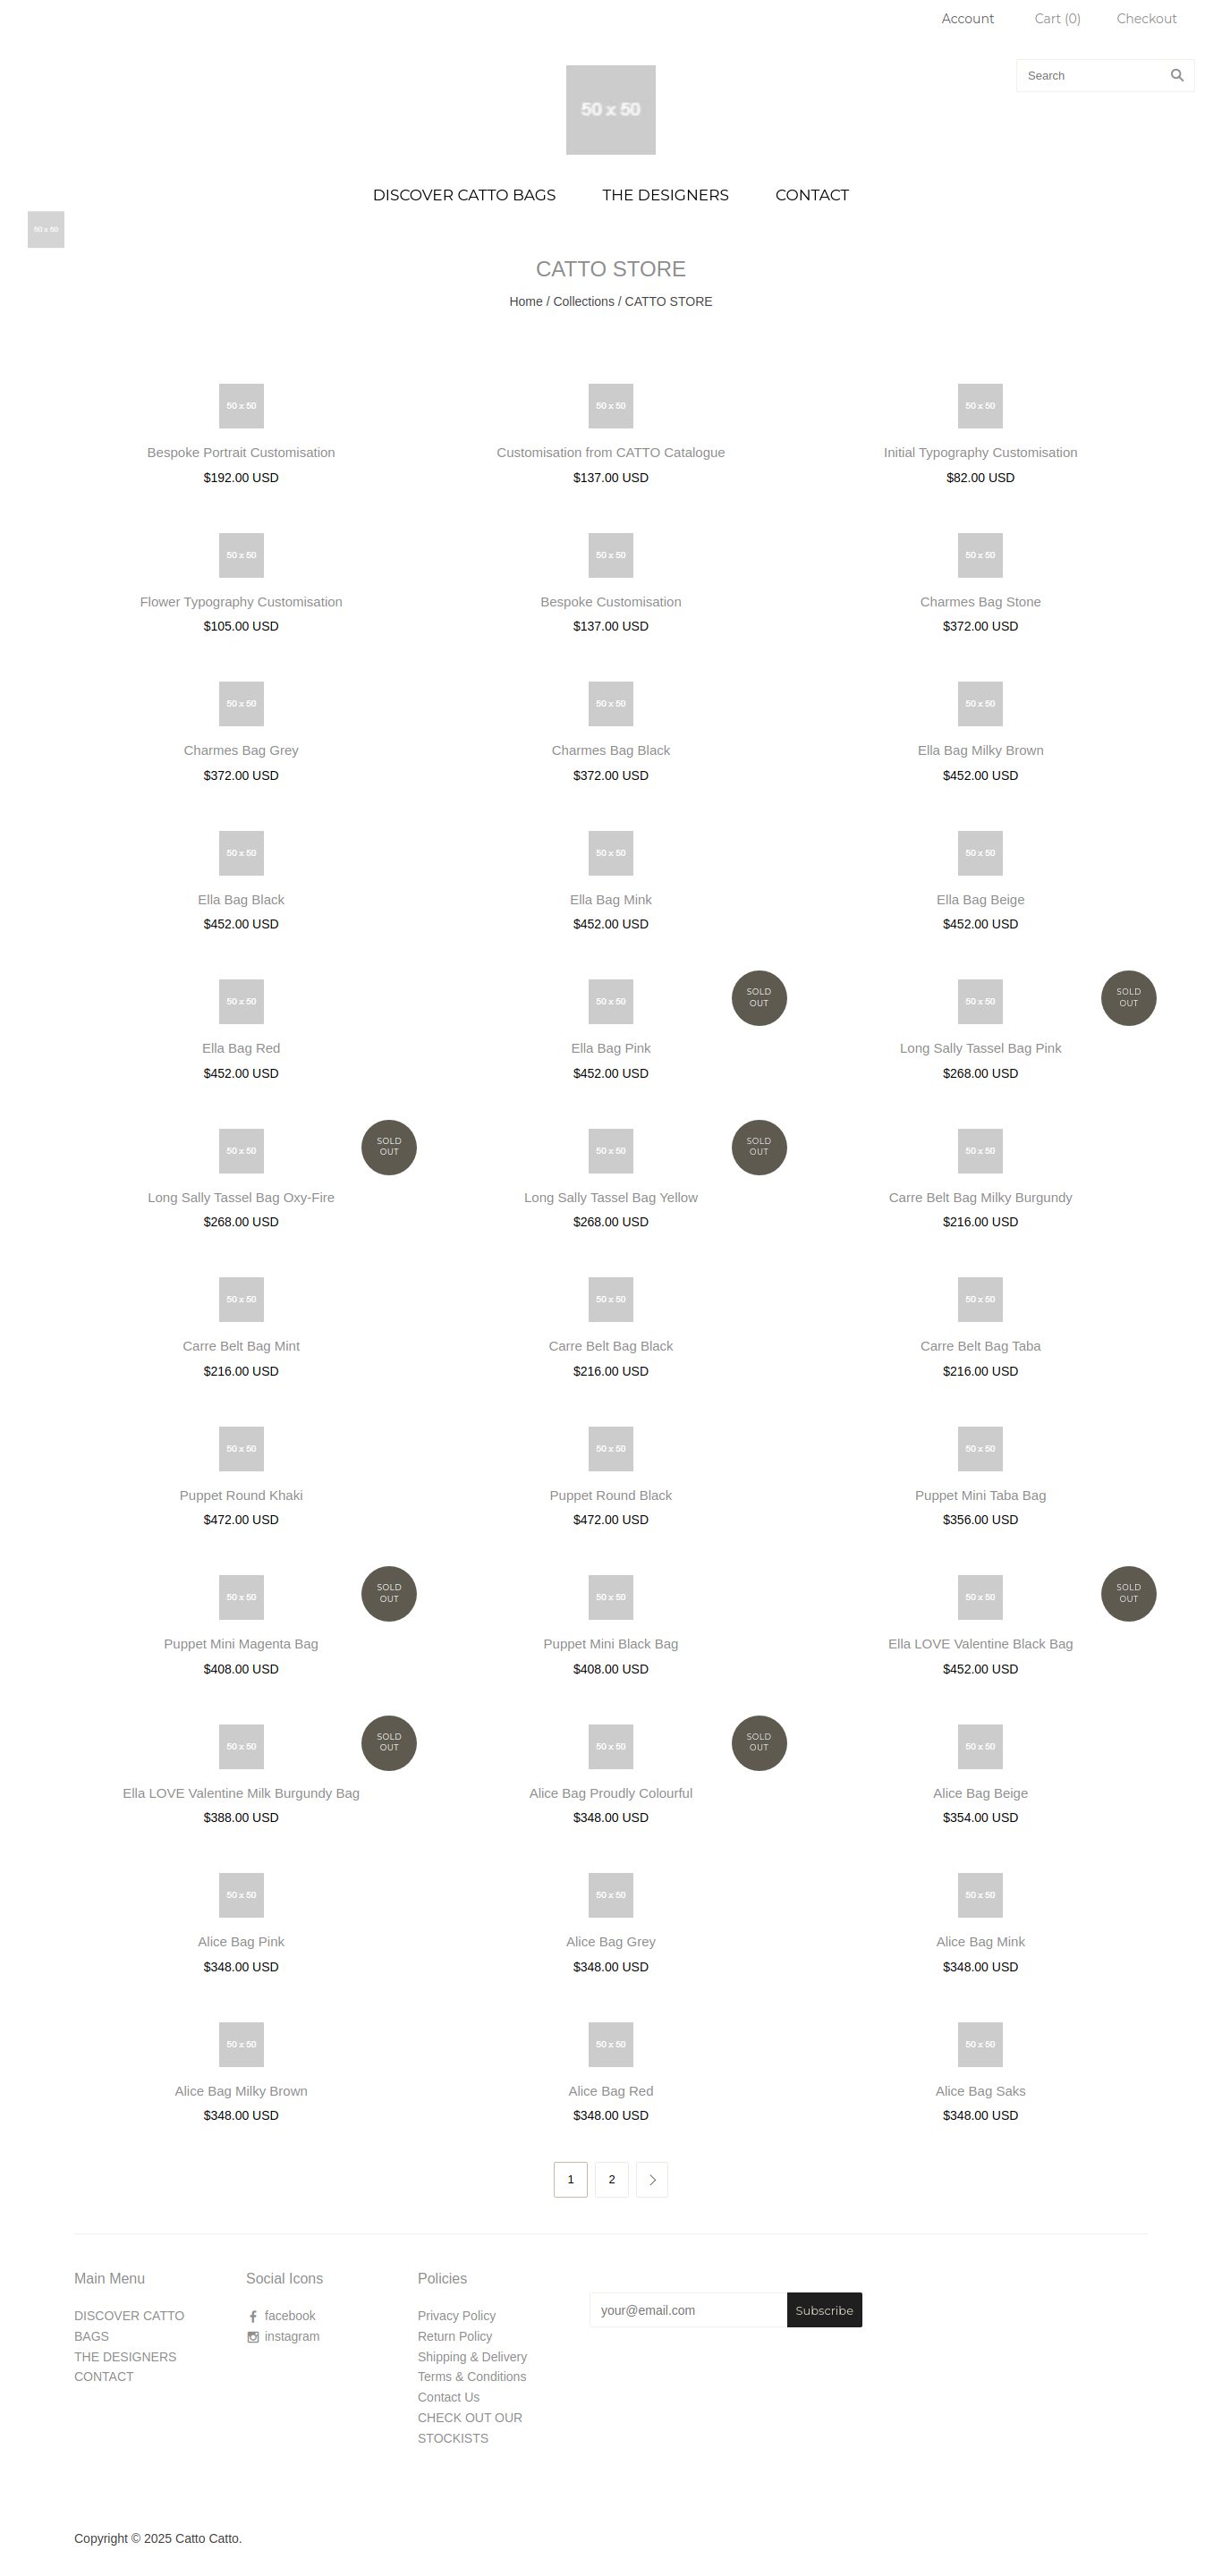 Account Cart (0) Checkout
Search
50 x 50
DISCOVER CATTO BAGS THE DESIGNERS CONTACT
50 x 50
CATTO STORE
Home / Collections / CATTO STORE
50 x 50 50 x 50 50 x 50
Bespoke Portrait Customisation Customisation from CATTO Catalogue Initial Typography Customisation
$192.00 USD $137.00 USD $82.00 USD
50 x 50 50 x 50 50 x 50
Flower Typography Customisation Bespoke Customisation Charmes Bag Stone
$105.00 USD $137.00 USD $372.00 USD
50 x 50 50 x 50 50 x 50
Charmes Bag Grey Charmes Bag Black Ella Bag Milky Brown
$372.00 USD $372.00 USD $452.00 USD
50 x 50 50 x 50 50 x 50
Ella Bag Black Ella Bag Mink Ella Bag Beige
$452.00 USD $452.00 USD $452.00 USD
50 x 50 50 x 50 SOLD OUT 50 x 50 SOLD OUT
Ella Bag Red Ella Bag Pink Long Sally Tassel Bag Pink
$452.00 USD $452.00 USD $268.00 USD
50 x 50 SOLD OUT 50 x 50 SOLD OUT 50 x 50
Long Sally Tassel Bag Oxy-Fire Long Sally Tassel Bag Yellow Carre Belt Bag Milky Burgundy
$268.00 USD $268.00 USD $216.00 USD
50 x 50 50 x 50 50 x 50
Carre Belt Bag Mint Carre Belt Bag Black Carre Belt Bag Taba
$216.00 USD $216.00 USD $216.00 USD
50 x 50 50 x 50 50 x 50
Puppet Round Khaki Puppet Round Black Puppet Mini Taba Bag
$472.00 USD $472.00 USD $356.00 USD
50 x 50 SOLD OUT 50 x 50 50 x 50 SOLD OUT
Puppet Mini Magenta Bag Puppet Mini Black Bag Ella LOVE Valentine Black Bag
$408.00 USD $408.00 USD $452.00 USD
50 x 50 SOLD OUT 50 x 50 SOLD OUT 50 x 50
Ella LOVE Valentine Milk Burgundy Bag Alice Bag Proudly Colourful Alice Bag Beige
$388.00 USD $348.00 USD $354.00 USD
50 x 50 50 x 50 50 x 50
Alice Bag Pink Alice Bag Grey Alice Bag Mink
$348.00 USD $348.00 USD $348.00 USD
50 x 50 50 x 50 50 x 50
Alice Bag Milky Brown Alice Bag Red Alice Bag Saks
$348.00 USD $348.00 USD $348.00 USD
1 2
Main Menu
DISCOVER CATTO
BAGS
THE DESIGNERS
CONTACT
Social Icons
facebook
instagram
Policies
Privacy Policy
Return Policy
Shipping & Delivery
Terms & Conditions
Contact Us
CHECK OUT OUR
STOCKISTS
your@email.com Subscribe
Copyright © 2025 Catto Catto.